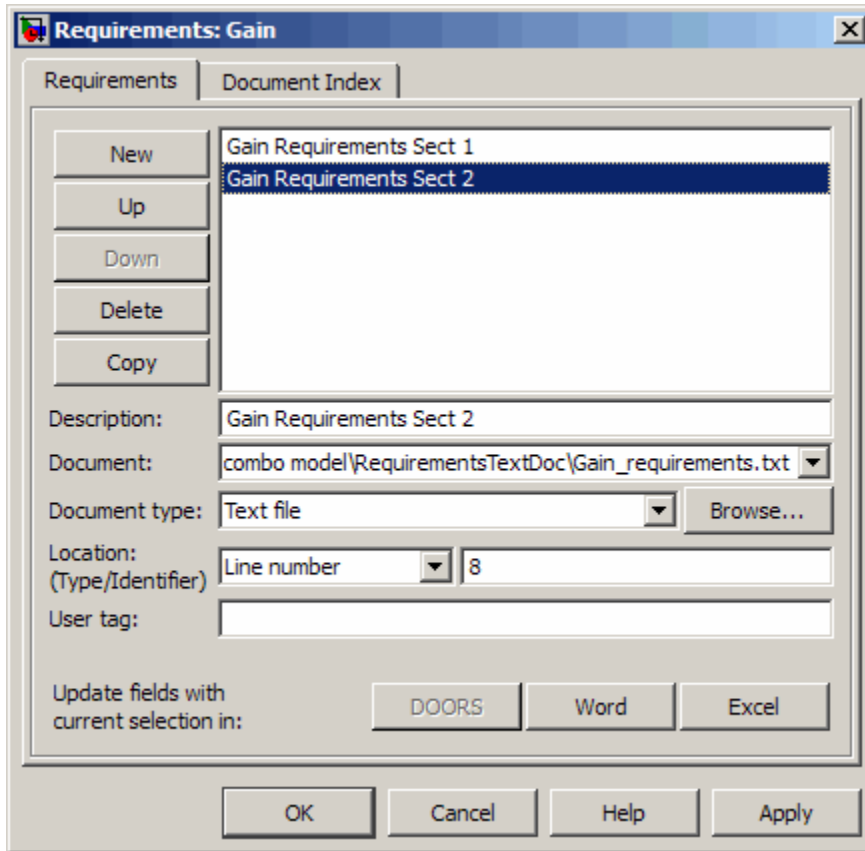 Requirements: Gain
Requirements
Document Index
New
Up
Down
Delete
Copy
Gain Requirements Sect 1
Gain Requirements Sect 2
Description: Gain Requirements Sect 2
Document: combo model\RequirementsTextDoc\Gain_requirements.txt
Document type: Text file Browse...
Location:
(Type/Identifier) Line number 8
User tag:
Update fields with
current selection in:
DOORS Word Excel
OK Cancel Help Apply